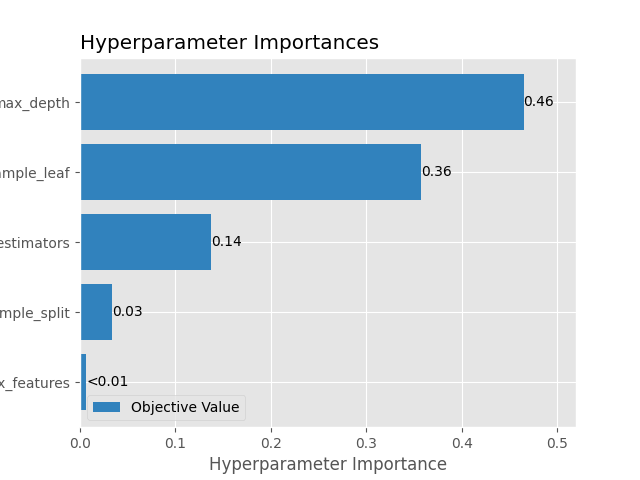 Hyperparameter Importances
max_depth
0.46
ample_leaf
0.36
estimators
0.14
mple_split
0.03
x_features
<0.01
Objective Value
0.0
0.1
0.2
0.3
0.4
0.5
Hyperparameter Importance